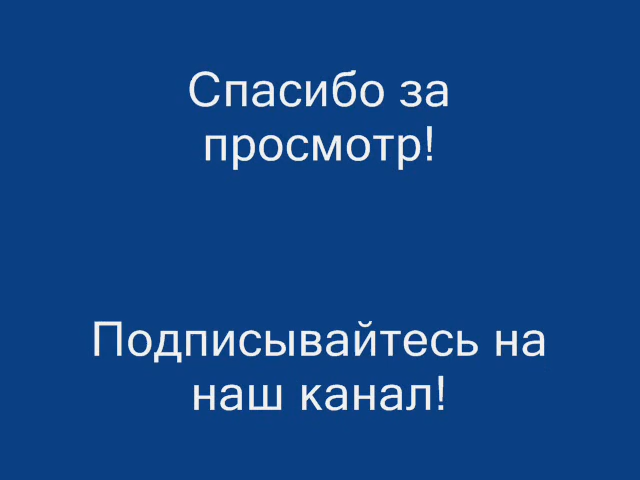 Спасибо за
просмотр!
Подписывайтесь на
наш канал!